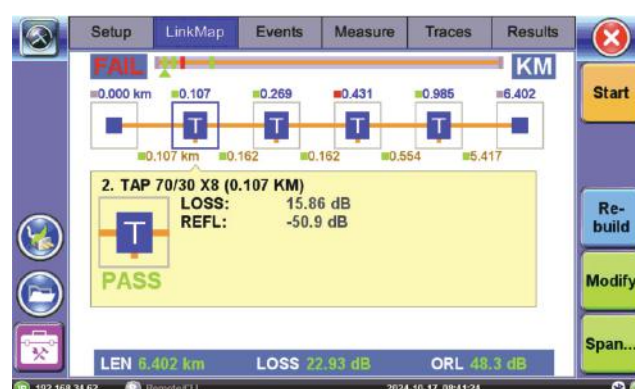 Setup LinkMap Events Measure Traces Results
FAIL KM
0.000 km 0.107 0.269 0.431 0.985 6.402
T T T T
0.107 km 0.162 0.162 0.554 5.417
2. TAP 70/30 X8 (0.107 KM)
LOSS: 15.86 dB
REFL: -50.9 dB
T
PASS
LEN 6.402 km LOSS 22.93 dB ORL 48.3 dB
Start
Re-
build
Modify
Span...